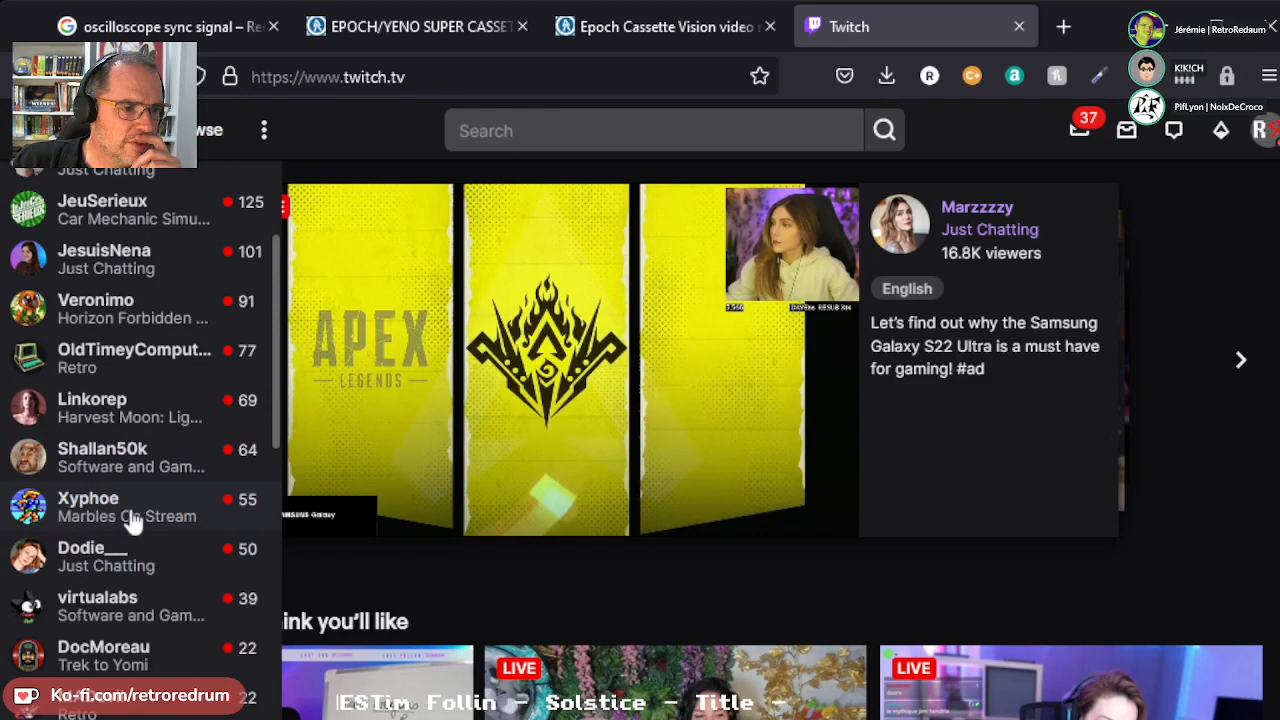 oscilloscope sync signal – Re
EPOCH/YENO SUPER CASSET
Epoch Cassette Vision video r
Twitch
Jérémie | RetroRedrum
https://www.twitch.tv
KIKICH
PifLyon | NoixDeCroco
wse
Search
37
Just Chatting
JeuSerieux
125
Car Mechanic Simu...
JesuisNena
101
Just Chatting
Veronimo
91
Horizon Forbidden ...
OldTimeyComput...
77
Retro
Linkorep
69
Harvest Moon: Lig...
Shallan50k
64
Software and Gam...
Xyphoe
55
Marbles On Stream
Dodie___
50
Just Chatting
virtualabs
39
Software and Gam...
DocMoreau
22
Trek to Yomi
22
Retro
Ko-fi.com/retroredrum
APEX
LEGENDS
AMSUNG Galaxy
Marzzzzy
Just Chatting
16.8K viewers
English
Let's find out why the Samsung
Galaxy S22 Ultra is a must have
for gaming! #ad
ink you'll like
LIVE
LIVE
ESTim Follin – Solstice – Title –